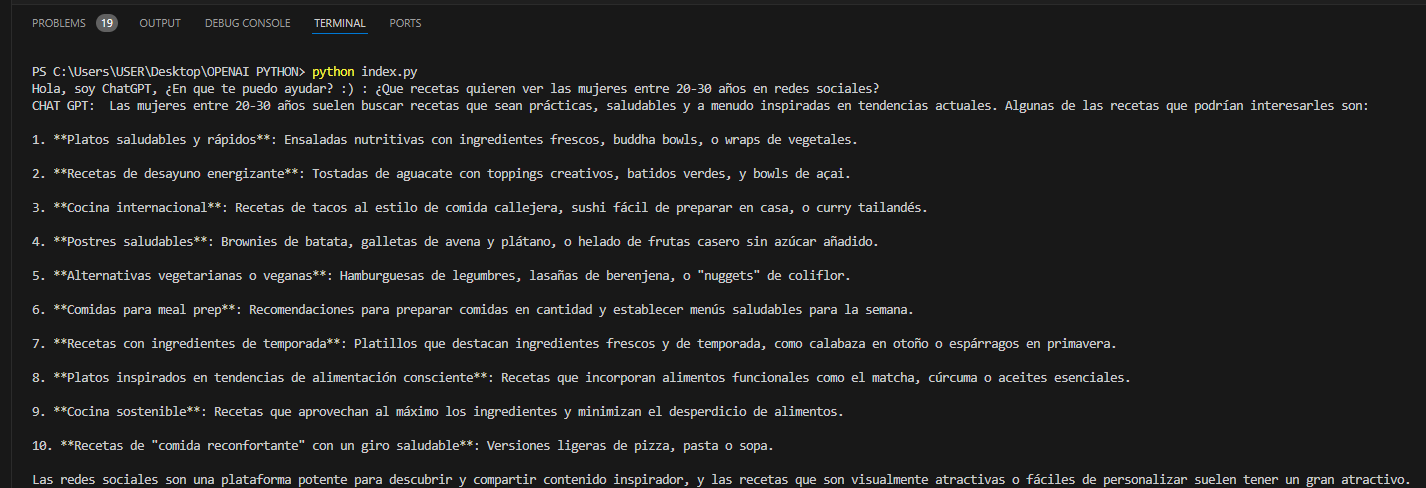 PROBLEMS 19 OUTPUT DEBUG CONSOLE TERMINAL PORTS
PS C:\Users\USER\Desktop\OPENAI PYTHON> python index.py
Hola, soy ChatGPT, ¿En que te puedo ayudar? :) : ¿Que recetas quieren ver las mujeres entre 20-30 años en redes sociales?
CHAT GPT:  Las mujeres entre 20-30 años suelen buscar recetas que sean prácticas, saludables y a menudo inspiradas en tendencias actuales. Algunas de las recetas que podrían interesarles son:
1. **Platos saludables y rápidos**: Ensaladas nutritivas con ingredientes frescos, buddha bowls, o wraps de vegetales.
2. **Recetas de desayuno energizante**: Tostadas de aguacate con toppings creativos, batidos verdes, y bowls de açai.
3. **Cocina internacional**: Recetas de tacos al estilo de comida callejera, sushi fácil de preparar en casa, o curry tailandés.
4. **Postres saludables**: Brownies de batata, galletas de avena y plátano, o helado de frutas casero sin azúcar añadido.
5. **Alternativas vegetarianas o veganas**: Hamburguesas de legumbres, lasañas de berenjena, o "nuggets" de coliflor.
6. **Comidas para meal prep**: Recomendaciones para preparar comidas en cantidad y establecer menús saludables para la semana.
7. **Recetas con ingredientes de temporada**: Platillos que destacan ingredientes frescos y de temporada, como calabaza en otoño o espárragos en primavera.
8. **Platos inspirados en tendencias de alimentación consciente**: Recetas que incorporan alimentos funcionales como el matcha, cúrcuma o aceites esenciales.
9. **Cocina sostenible**: Recetas que aprovechan al máximo los ingredientes y minimizan el desperdicio de alimentos.
10. **Recetas de "comida reconfortante" con un giro saludable**: Versiones ligeras de pizza, pasta o sopa.
Las redes sociales son una plataforma potente para descubrir y compartir contenido inspirador, y las recetas que son visualmente atractivas o fáciles de personalizar suelen tener un gran atractivo.